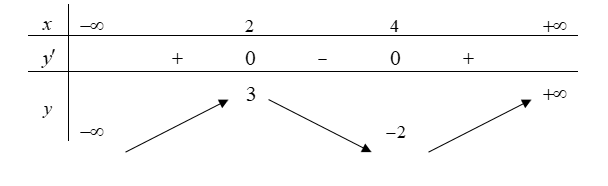 x −∞ 2 4 +∞
y′ + 0 − 0 +
3 +∞
y
−∞ −2